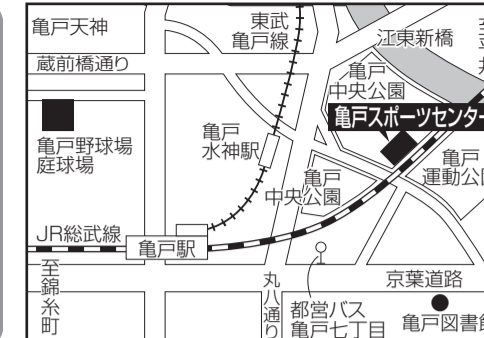 亀戸天神
東武
亀戸線
江東新橋
蔵前橋通り
亀戸
中央公園
亀戸スポーツセンター
亀戸野球場
庭球場
亀戸
水神駅
亀戸
運動公園
亀戸
中央公園
JR総武線
亀戸駅
至錦糸町
丸八通り
京葉道路
都営バス
亀戸七丁目
亀戸図書館